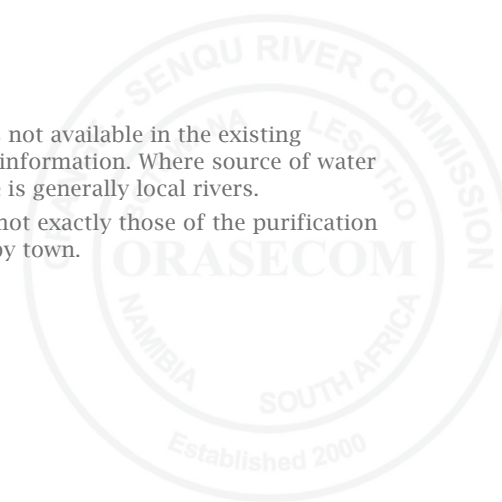 not available in the existing
information. Where source of water
is generally local rivers.
not exactly those of the purification
by town.
SENQU RIVER COMMISSION
BOTSWANA LESOTHO
ORASECOM
NAMIBIA SOUTH AFRICA
Established 2000